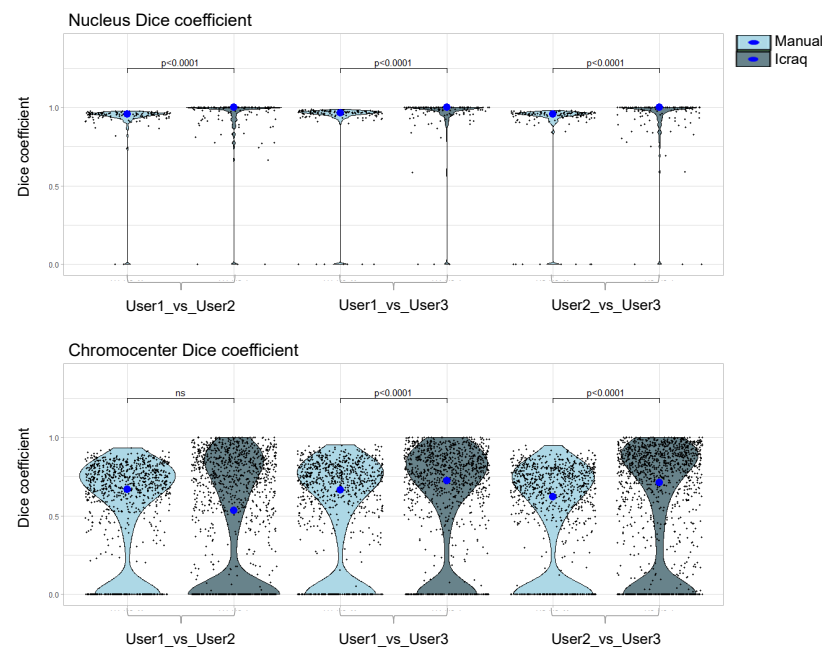 Nucleus Dice coefficient
Manual
Icraq
p<0.0001
p<0.0001
p<0.0001
Dice coefficient
1.0
0.5
0.0
User1_vs_User2
User1_vs_User3
User2_vs_User3
Chromocenter Dice coefficient
ns
p<0.0001
p<0.0001
Dice coefficient
1.0
0.5
0.0
User1_vs_User2
User1_vs_User3
User2_vs_User3